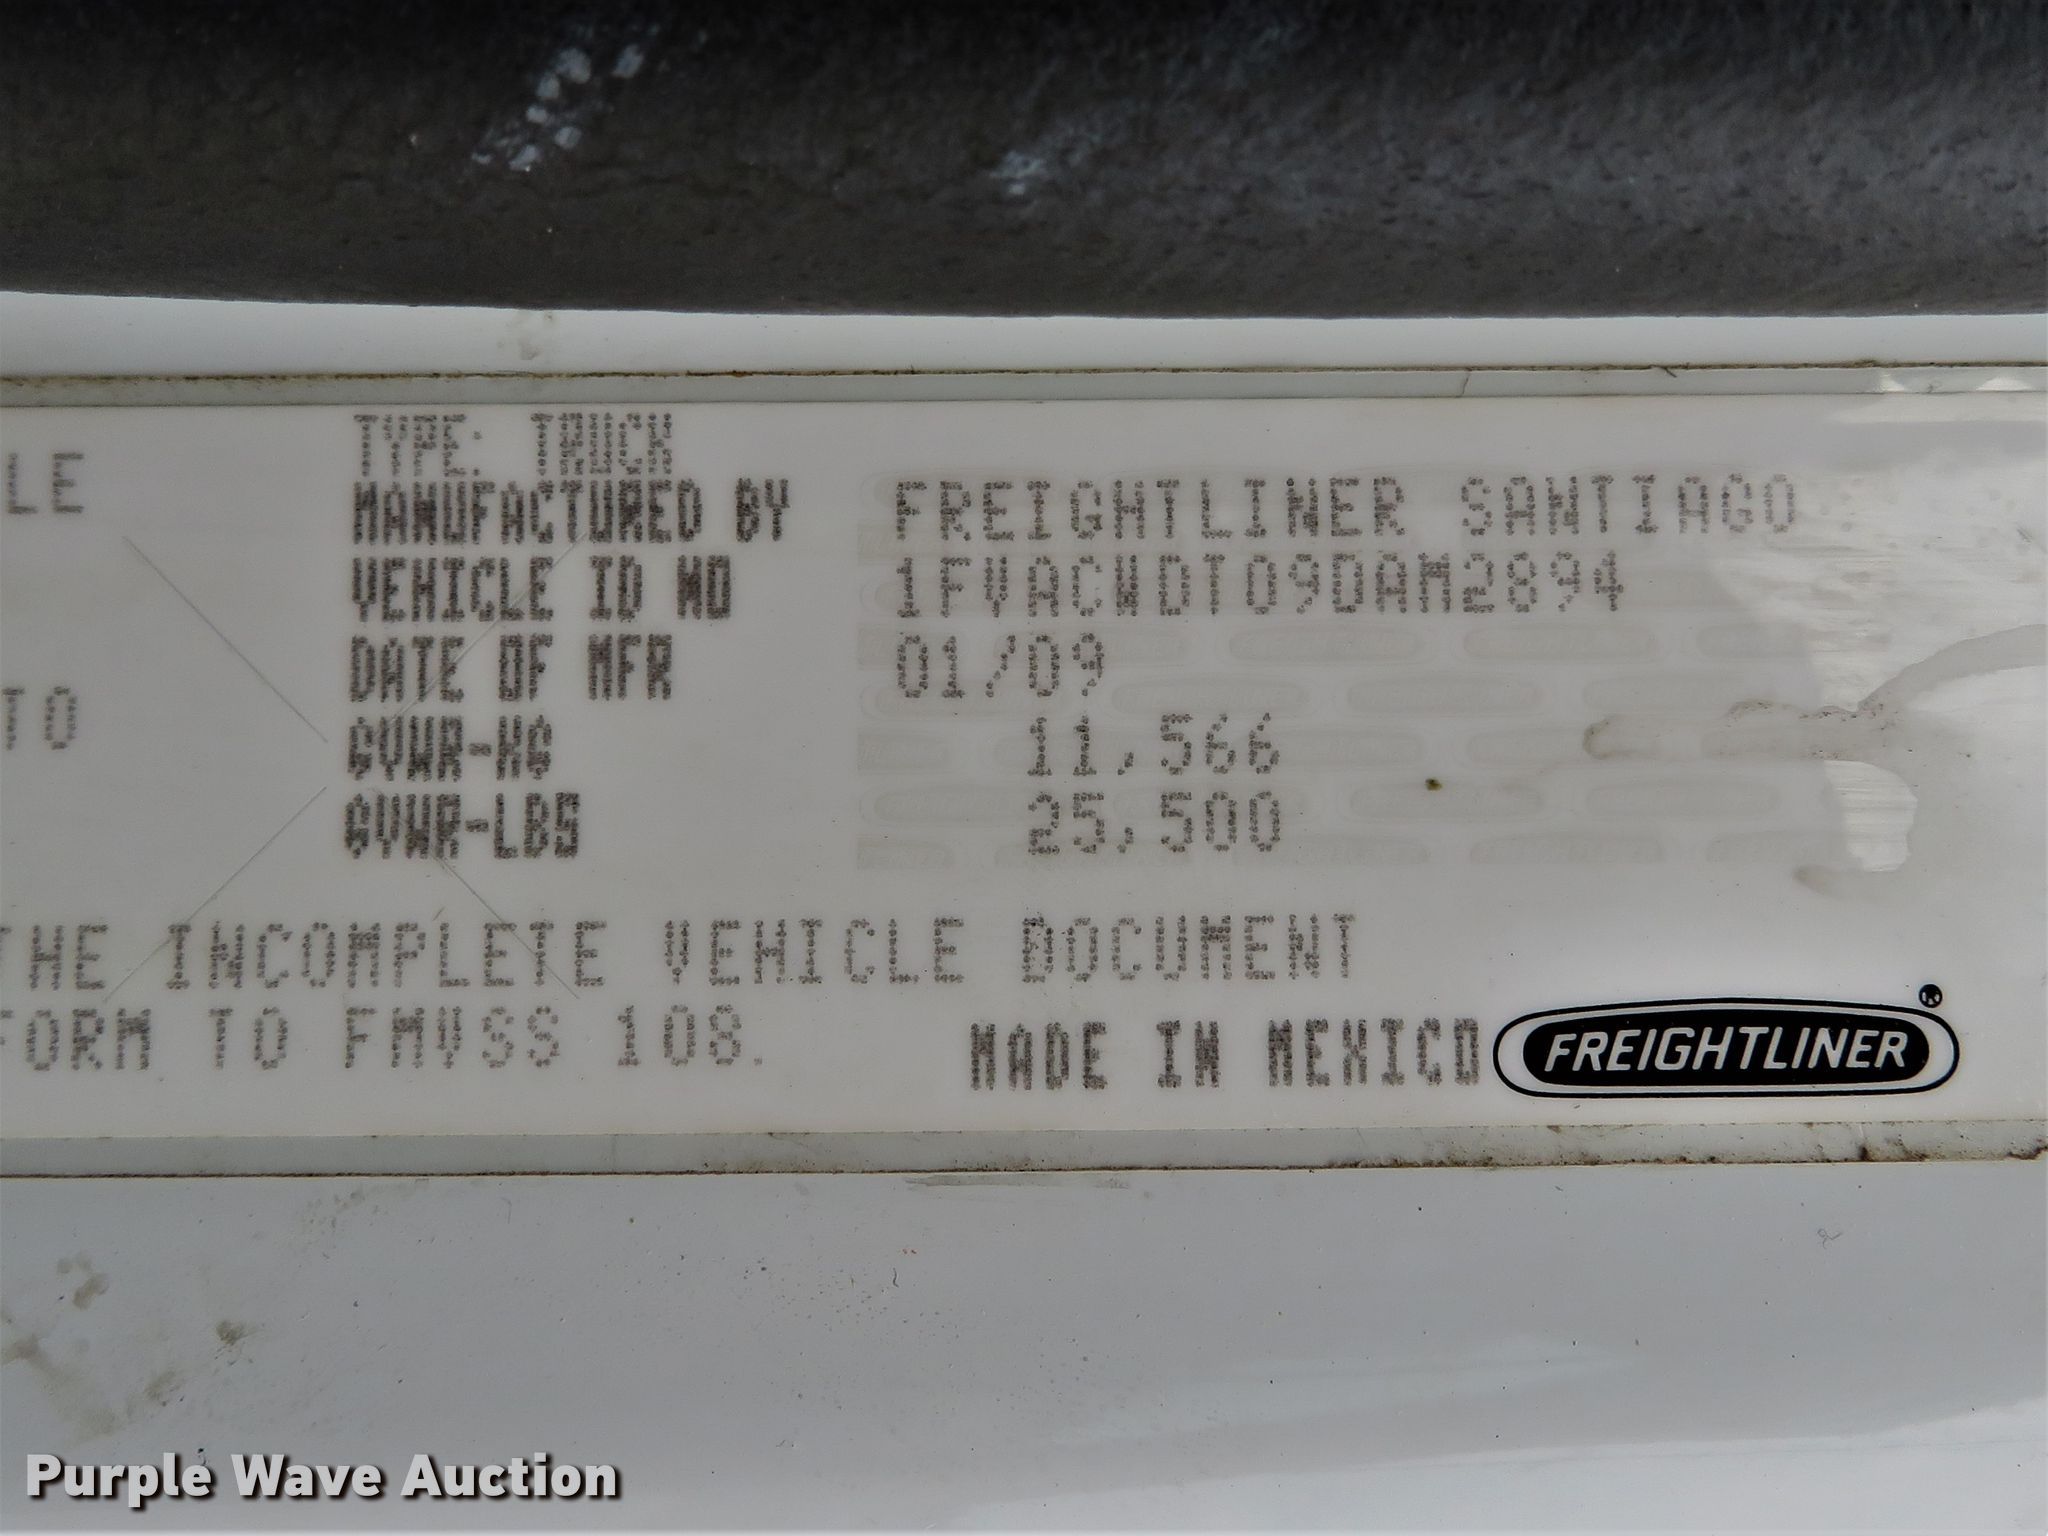 LE
TYPE: TRUCK
MANUFACTURED BY FREIGHTLINER SANTIAGO
VEHICLE ID NO 1FVACWDT09DAM2894
DATE OF MFR 01/09
TO
GVWR-KG 11,566
GVWR-LBS 25,500
THE INCOMPLETE VEHICLE DOCUMENT
FORM TO FMVSS 108.
MADE IN MEXICO FREIGHTLINER ®
Purple Wave Auction